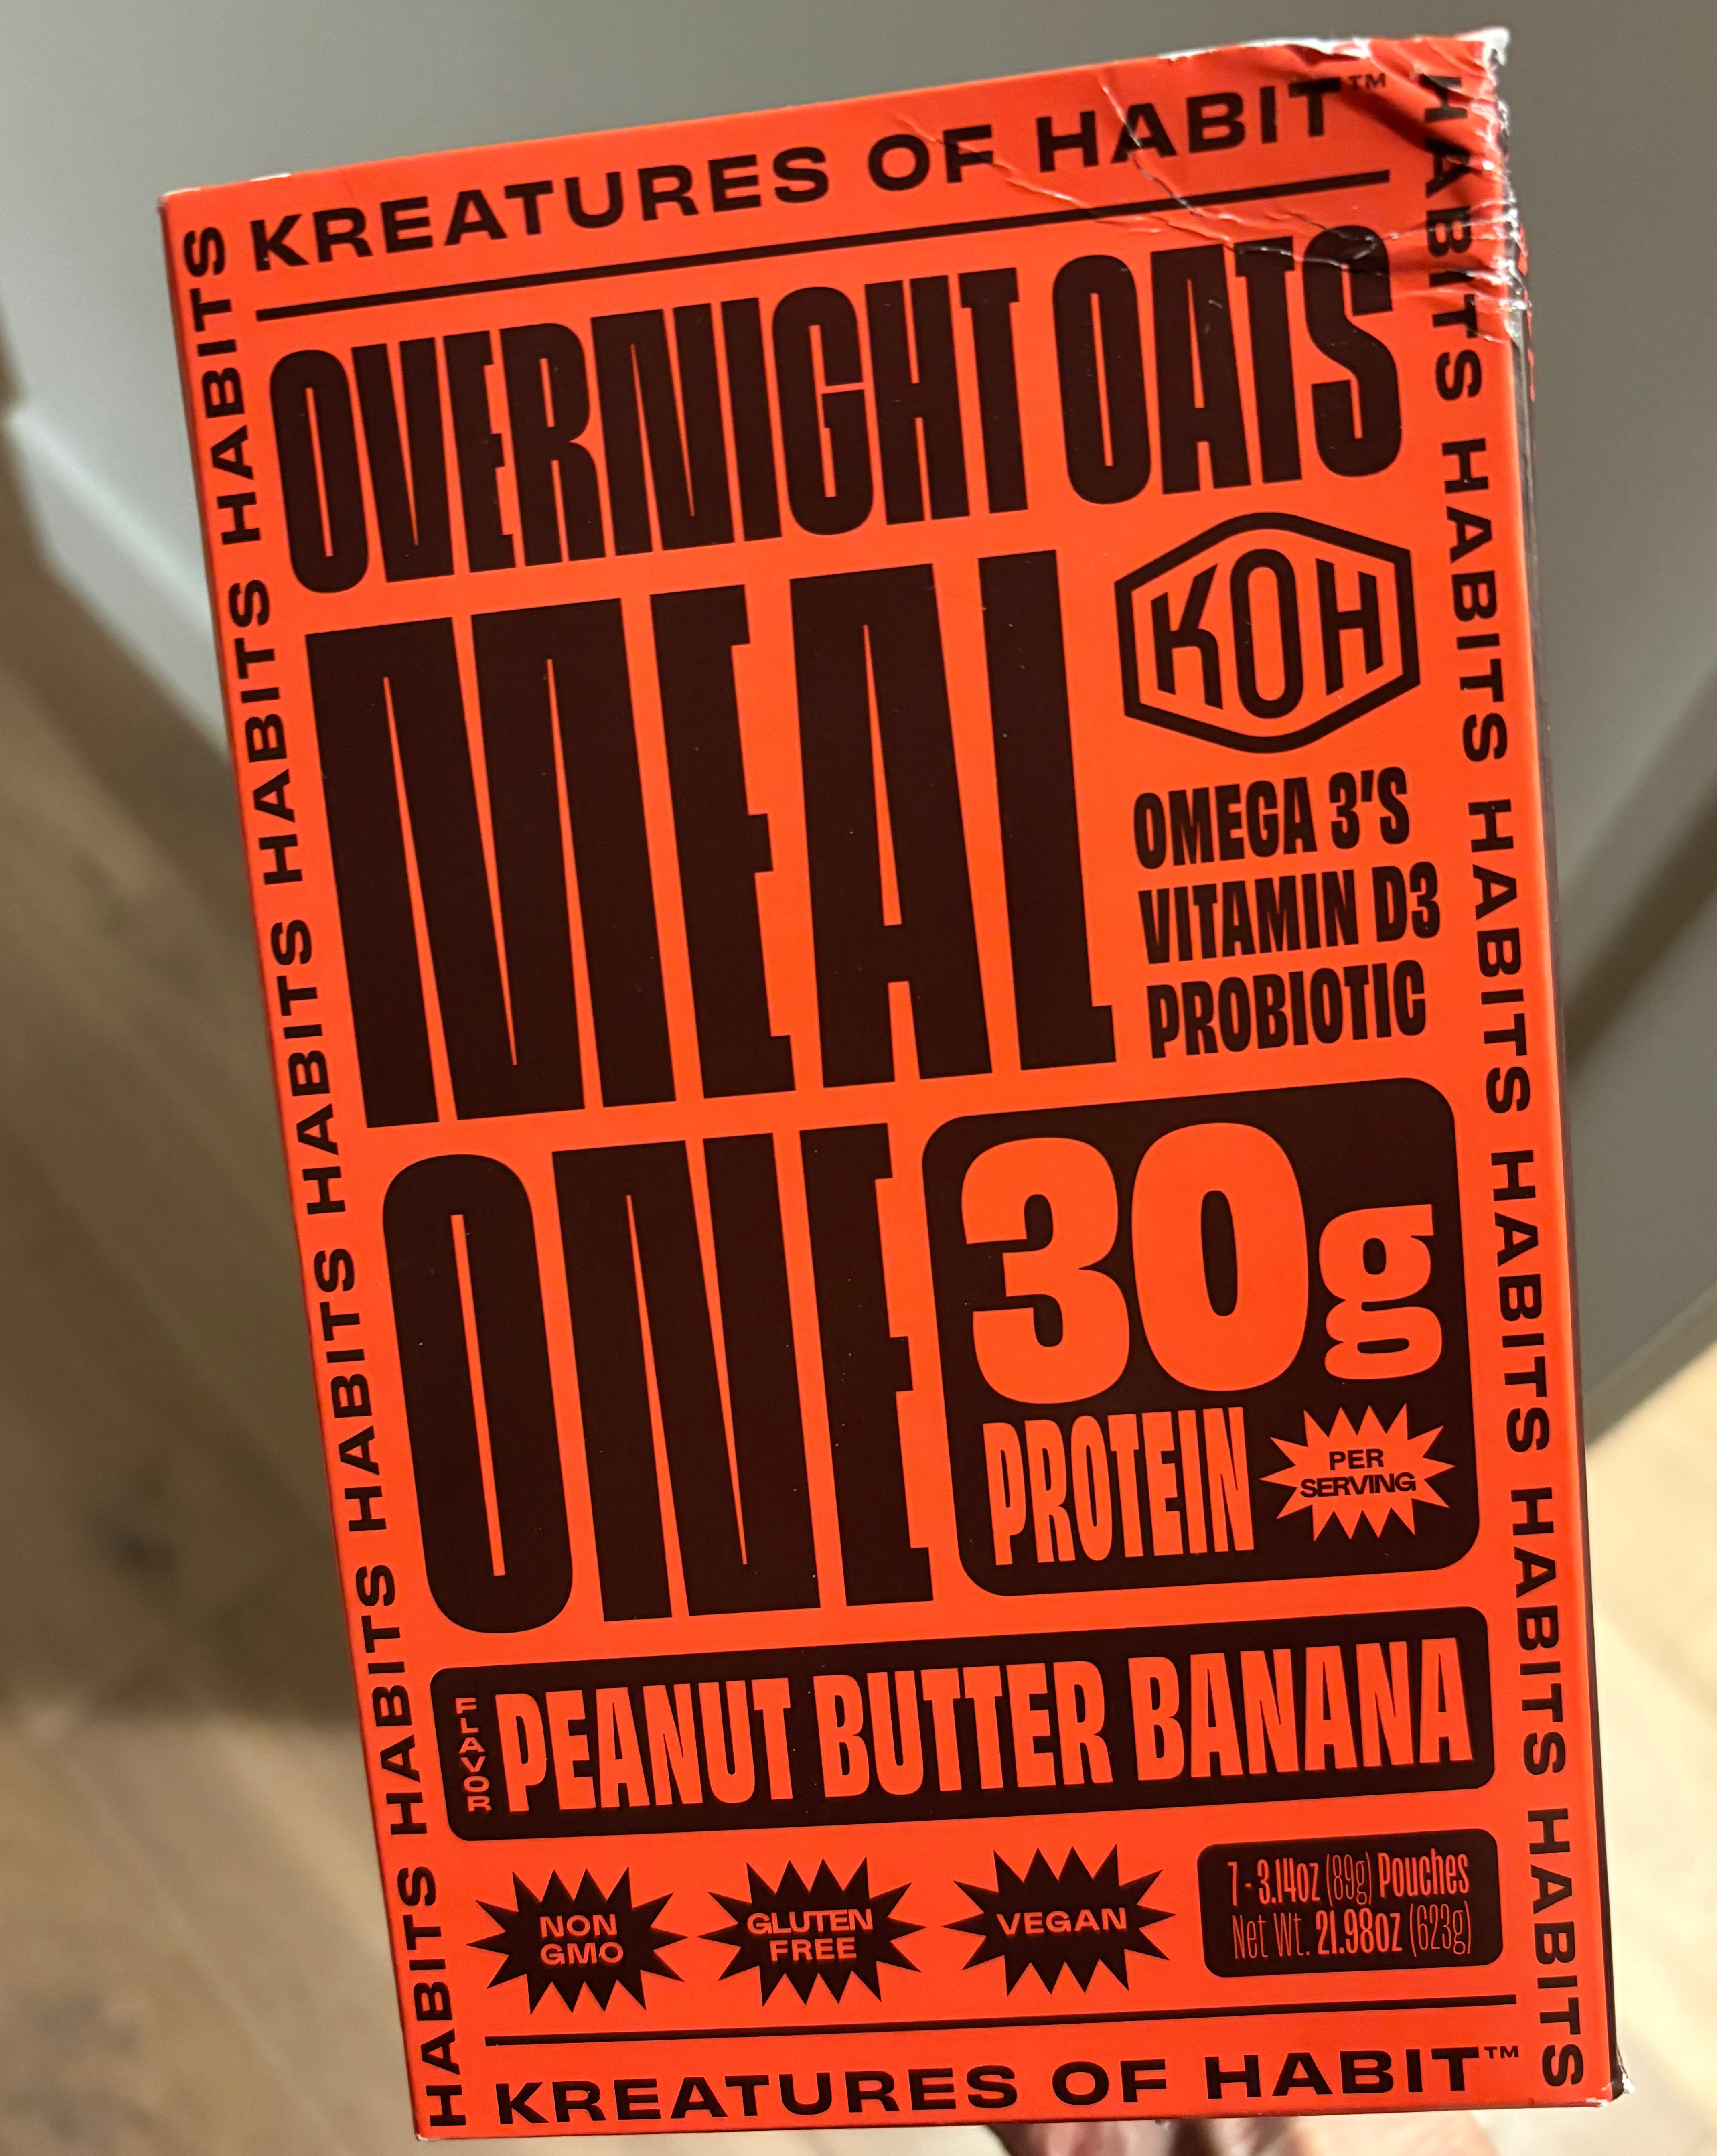 KREATURES OF HABIT™
OVERNIGHT OATS
MEAL
ONE
KOH
OMEGA 3'S
VITAMIN D3
PROBIOTIC
30g
PROTEIN
PER
SERVING
FLAVOR
PEANUT BUTTER BANANA
NON
GMO
GLUTEN
FREE
VEGAN
7 - 3.14oz (89g) Pouches
Net Wt. 21.98oz (623g)
KREATURES OF HABIT™
HABITS HABITS HABITS HABITS HABITS HABITS
HABITS HABITS HABITS HABITS HABITS HABITS